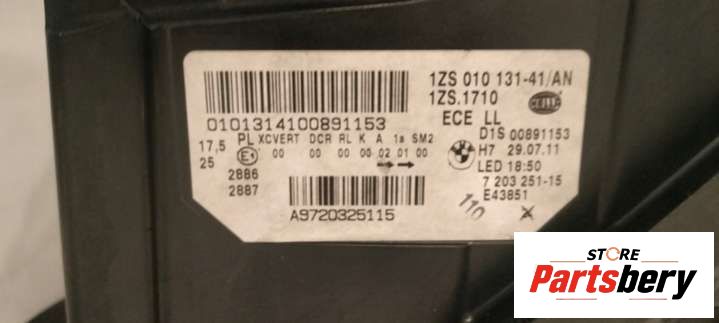 1ZS 010 131-41/AN
1ZS.1710
HELLA
ECE LL
0101314100891153
D1S 00891153
17,5 PL XCVERT DCR RL K A 1a SM2
25 E1 00 00 00 00 02 01 00
H7 29.07.11
BMW
LED 18:50
2886
2887
7 203 251-15
E43851
A9720325115
110
STORE
Partsbery